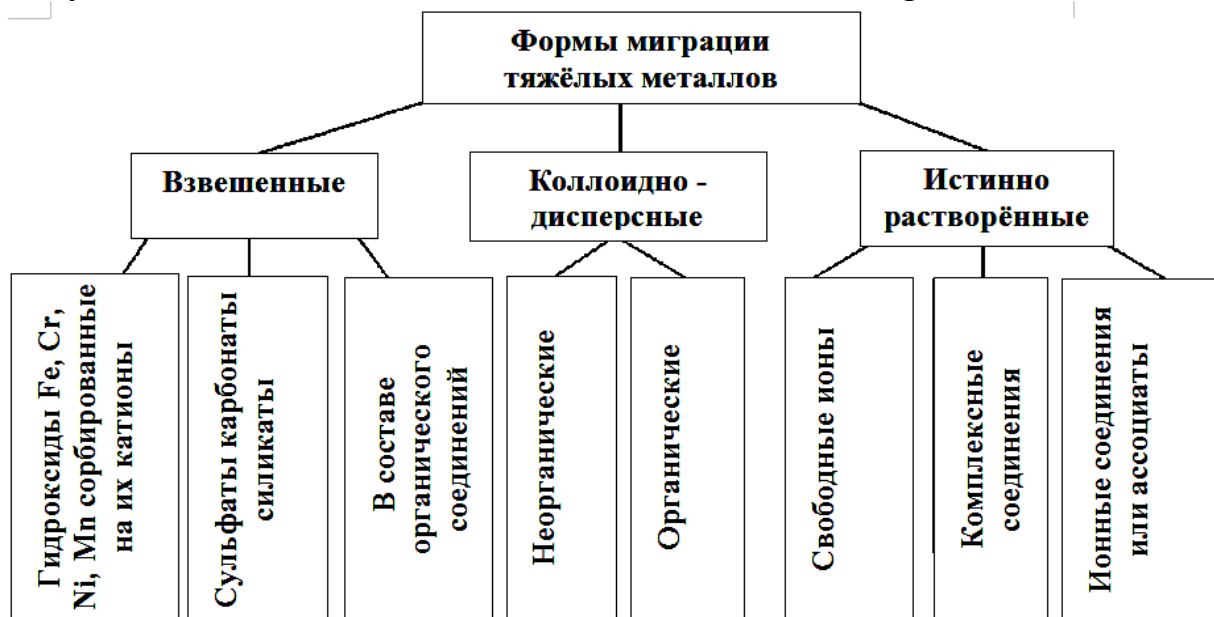 Формы миграции
тяжёлых металлов
Взвешенные
Коллоидно -
дисперсные
Истинно
растворённые
Гидроксиды Fe, Cr,
Ni, Mn сорбированные
на их катионы
Сульфаты карбонаты
силикаты
В составе
органического
соединений
Неорганические
Органические
Свободные ионы
Комплексные
соединения
Ионные соединения
или ассоциаты